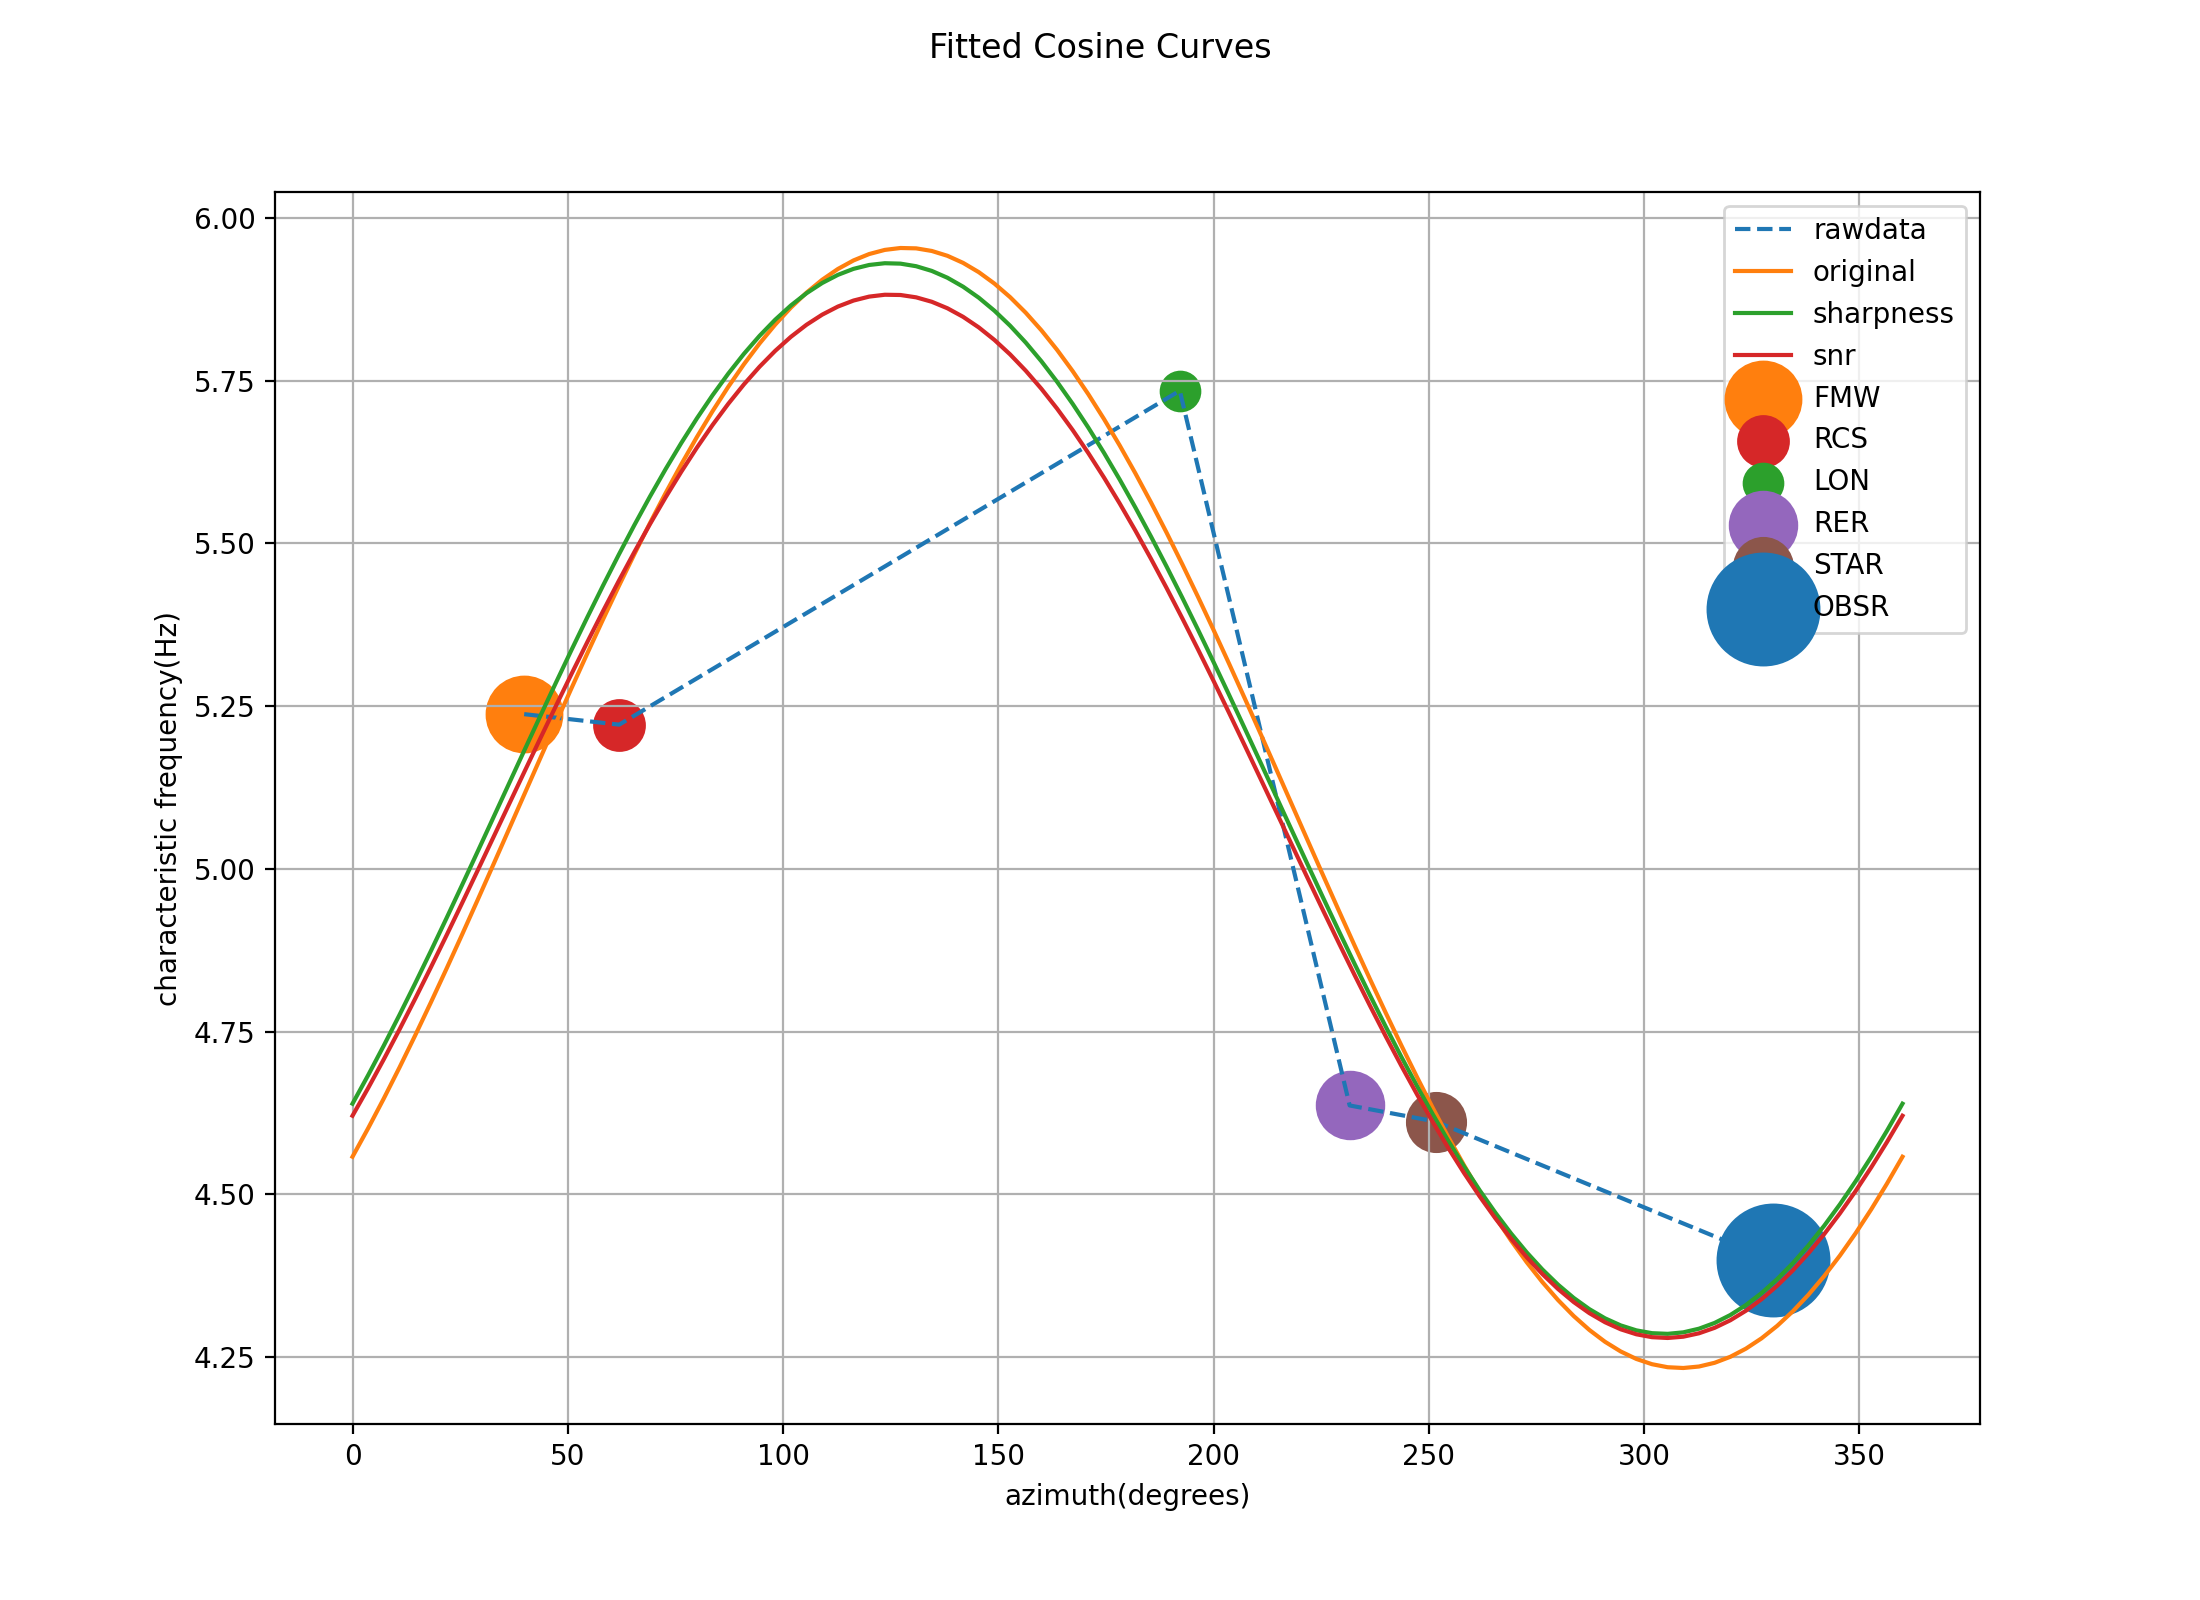 Fitted Cosine Curves
6.00
5.75
5.50
5.25
5.00
4.75
4.50
4.25
characteristic frequency(Hz)
rawdata
original
sharpness
snr
FMW
RCS
LON
RER
STAR
OBSR
0 50 100 150 200 250 300 350
azimuth(degrees)